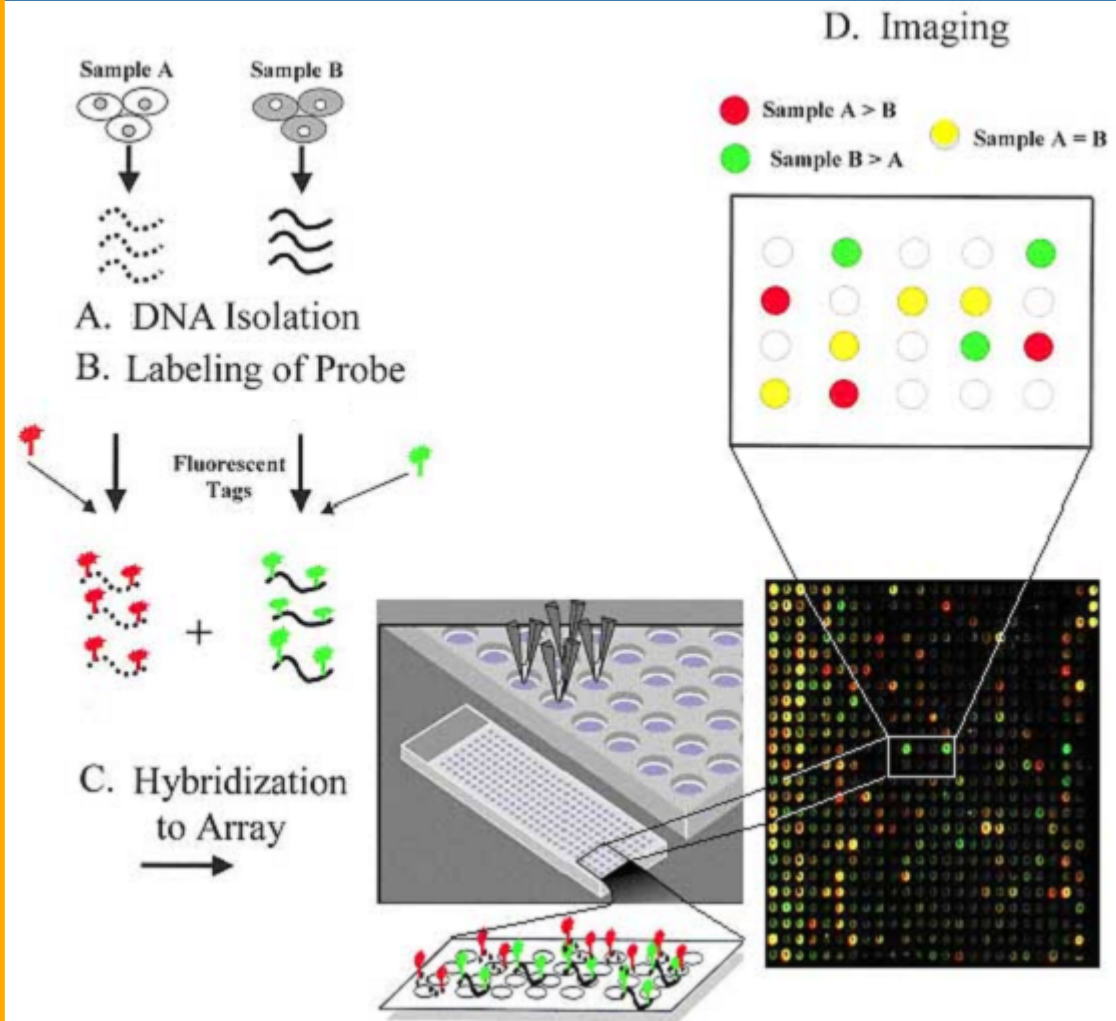 Sample A
Sample B
A. DNA Isolation
B. Labeling of Probe
Fluorescent
Tags
+
C. Hybridization
to Array
D. Imaging
Sample A > B
Sample B > A
Sample A = B